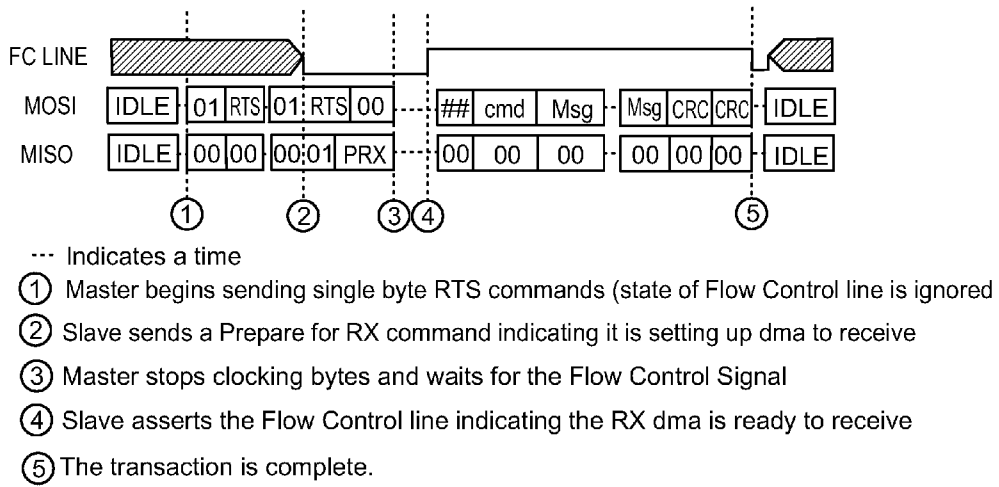 FC LINE
MOSI IDLE 01 RTS 01 RTS 00 ## cmd Msg Msg CRC CRC IDLE
MISO IDLE 00 00 00 01 PRX 00 00 00 00 00 00 IDLE
1 2 3 4 5
--- Indicates a time
1 Master begins sending single byte RTS commands (state of Flow Control line is ignored
2 Slave sends a Prepare for RX command indicating it is setting up dma to receive
3 Master stops clocking bytes and waits for the Flow Control Signal
4 Slave asserts the Flow Control line indicating the RX dma is ready to receive
5 The transaction is complete.